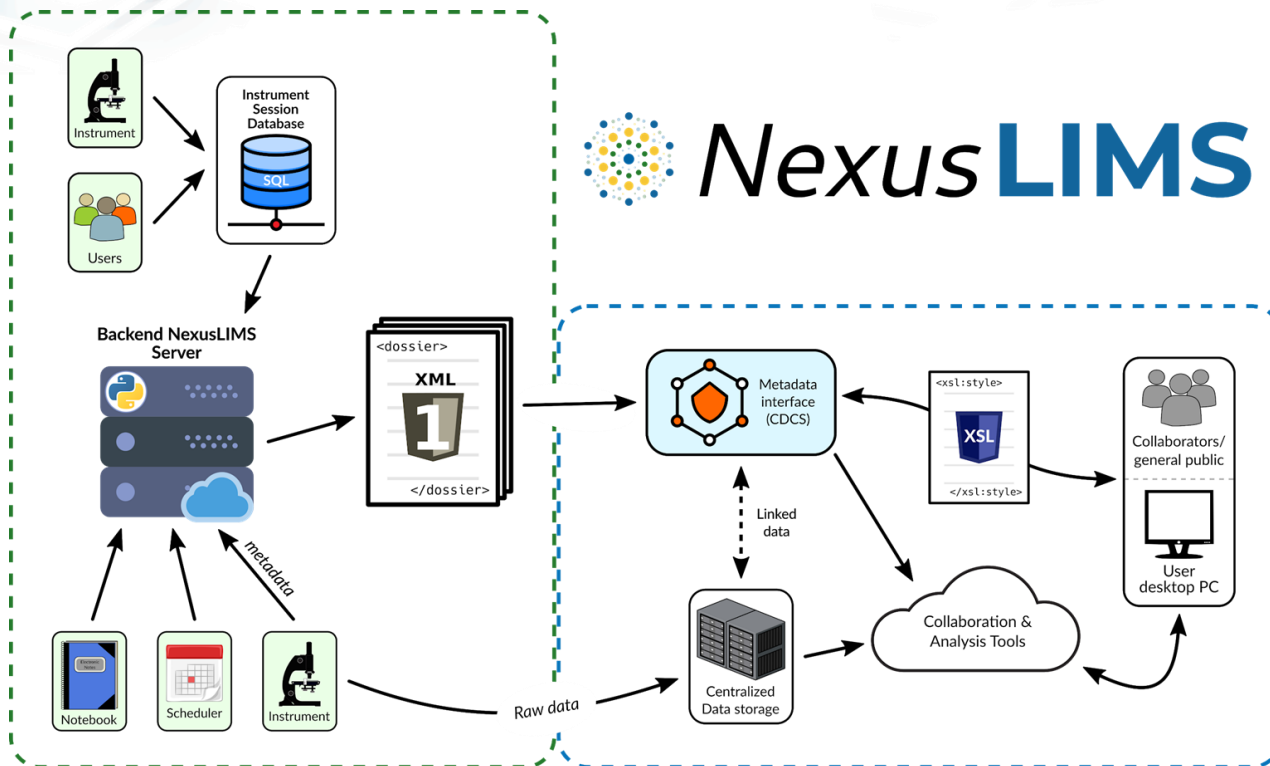 Instrument
Users
Instrument
Session
Database
SQL
Nexus LIMS
Backend NexusLIMS
Server
<dossier>
XML
1
</dossier>
metadata
Notebook
Scheduler
Instrument
Raw data
Metadata
interface
(CDCS)
Linked
data
Centralized
Data storage
<xsl:style>
XSL
</xsl:style>
Collaboration &
Analysis Tools
Collaborators/
general public
User
desktop PC